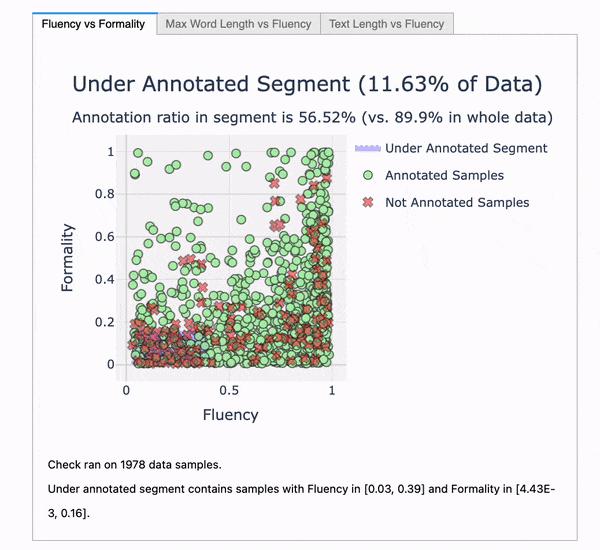 Fluency vs Formality
Max Word Length vs Fluency
Text Length vs Fluency
Under Annotated Segment (11.63% of Data)
Annotation ratio in segment is 56.52% (vs. 89.9% in whole data)
Under Annotated Segment
Annotated Samples
Not Annotated Samples
1
0.8
0.6
0.4
0.2
0
Formality
0
0.5
1
Fluency
Check ran on 1978 data samples.
Under annotated segment contains samples with Fluency in [0.03, 0.39] and Formality in [4.43E-
3, 0.16].